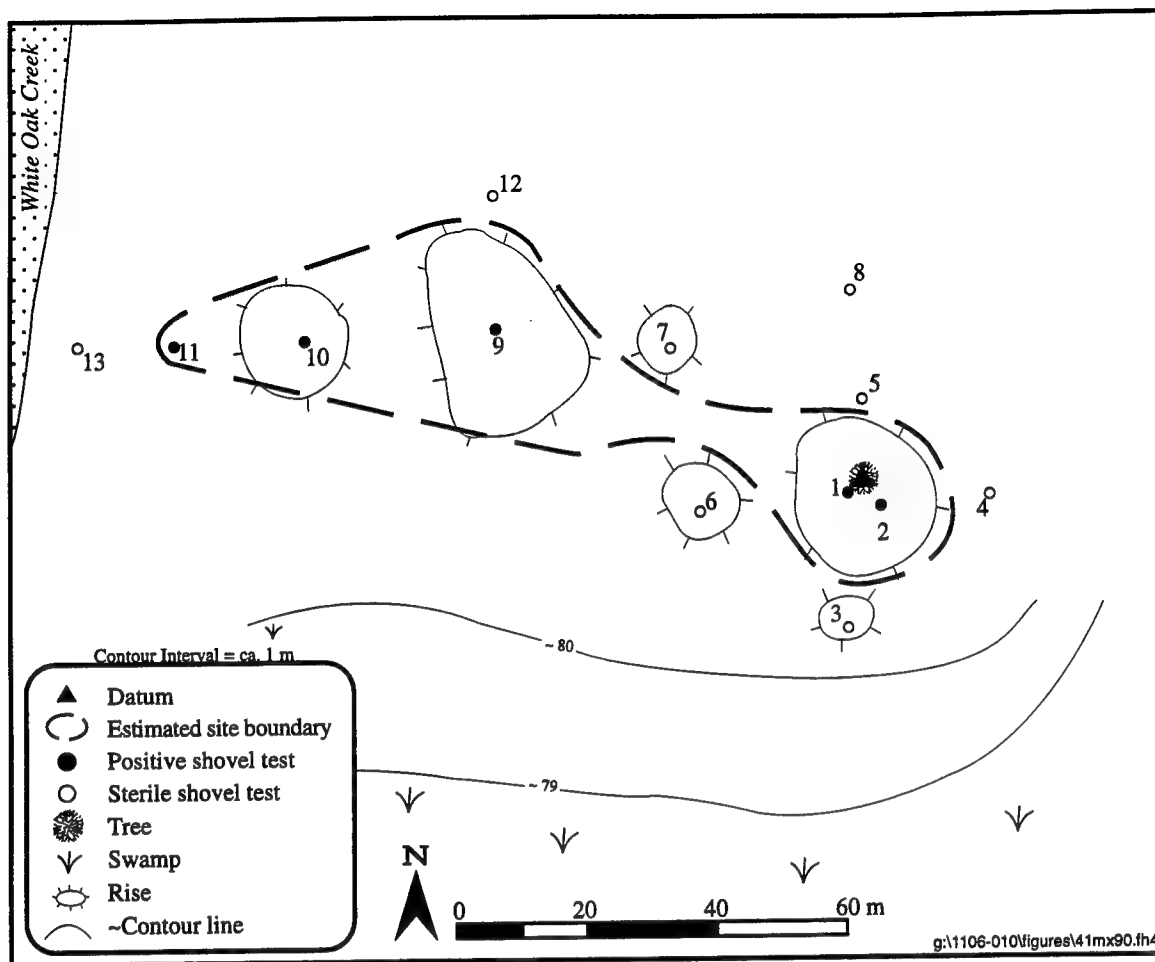 White Oak Creek
12
8
7
13
11
10
9
5
1
2
4
6
3
~ 80
Contour Interval = ca. 1 m
Datum
Estimated site boundary
Positive shovel test
Sterile shovel test
Tree
Swamp
Rise
~Contour line
~ 79
N
0 20 40 60 m
g:\1106-010\figures\41mx90.fh4